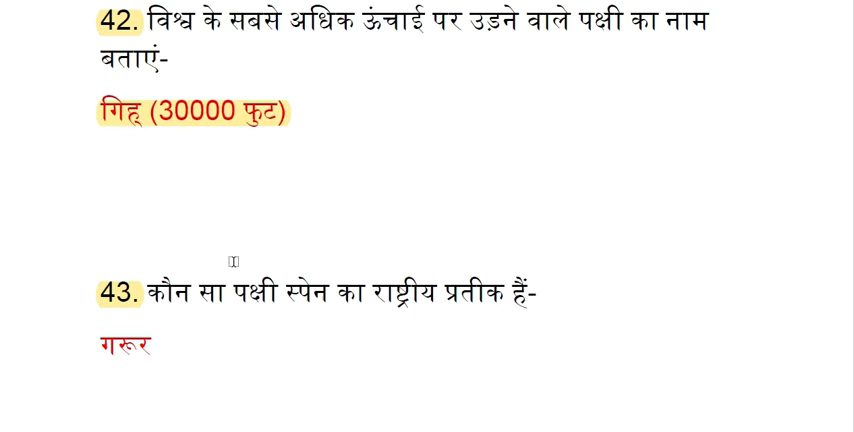 42. विश्व के सबसे अधिक ऊंचाई पर उड़ने वाले पक्षी का नाम
बताएं-
गिद्द (30000 फुट)
43. कौन सा पक्षी स्पेन का राष्ट्रीय प्रतीक हैं-
गरूर